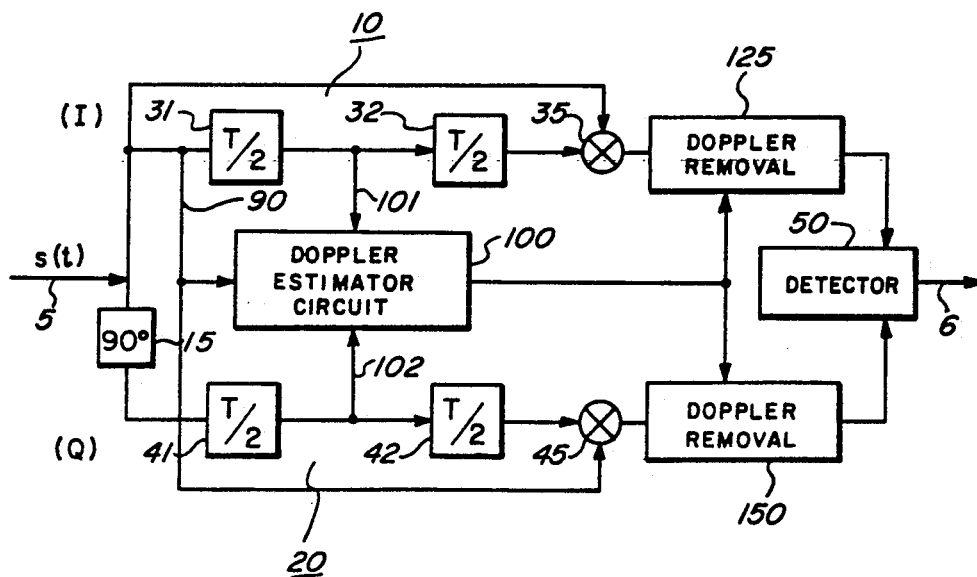 10
125
(I)
31
T/2
32
T/2
35
DOPPLER
REMOVAL
90
101
s(t)
5
DOPPLER
ESTIMATOR
CIRCUIT
100
50
DETECTOR
6
90°
15
102
(Q)
41
T/2
42
T/2
45
DOPPLER
REMOVAL
150
20